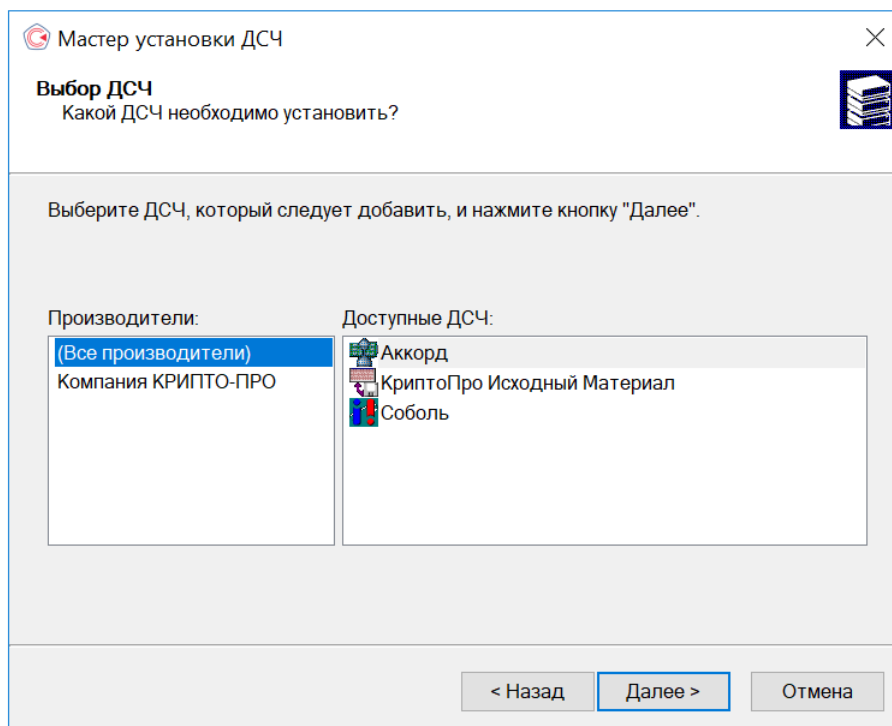 Мастер установки ДСЧ
Выбор ДСЧ
Какой ДСЧ необходимо установить?
Выберите ДСЧ, который следует добавить, и нажмите кнопку "Далее".
Производители:
(Все производители)
Компания КРИПТО-ПРО
Доступные ДСЧ:
Аккорд
КриптоПро Исходный Материал
Соболь
< Назад
Далее >
Отмена